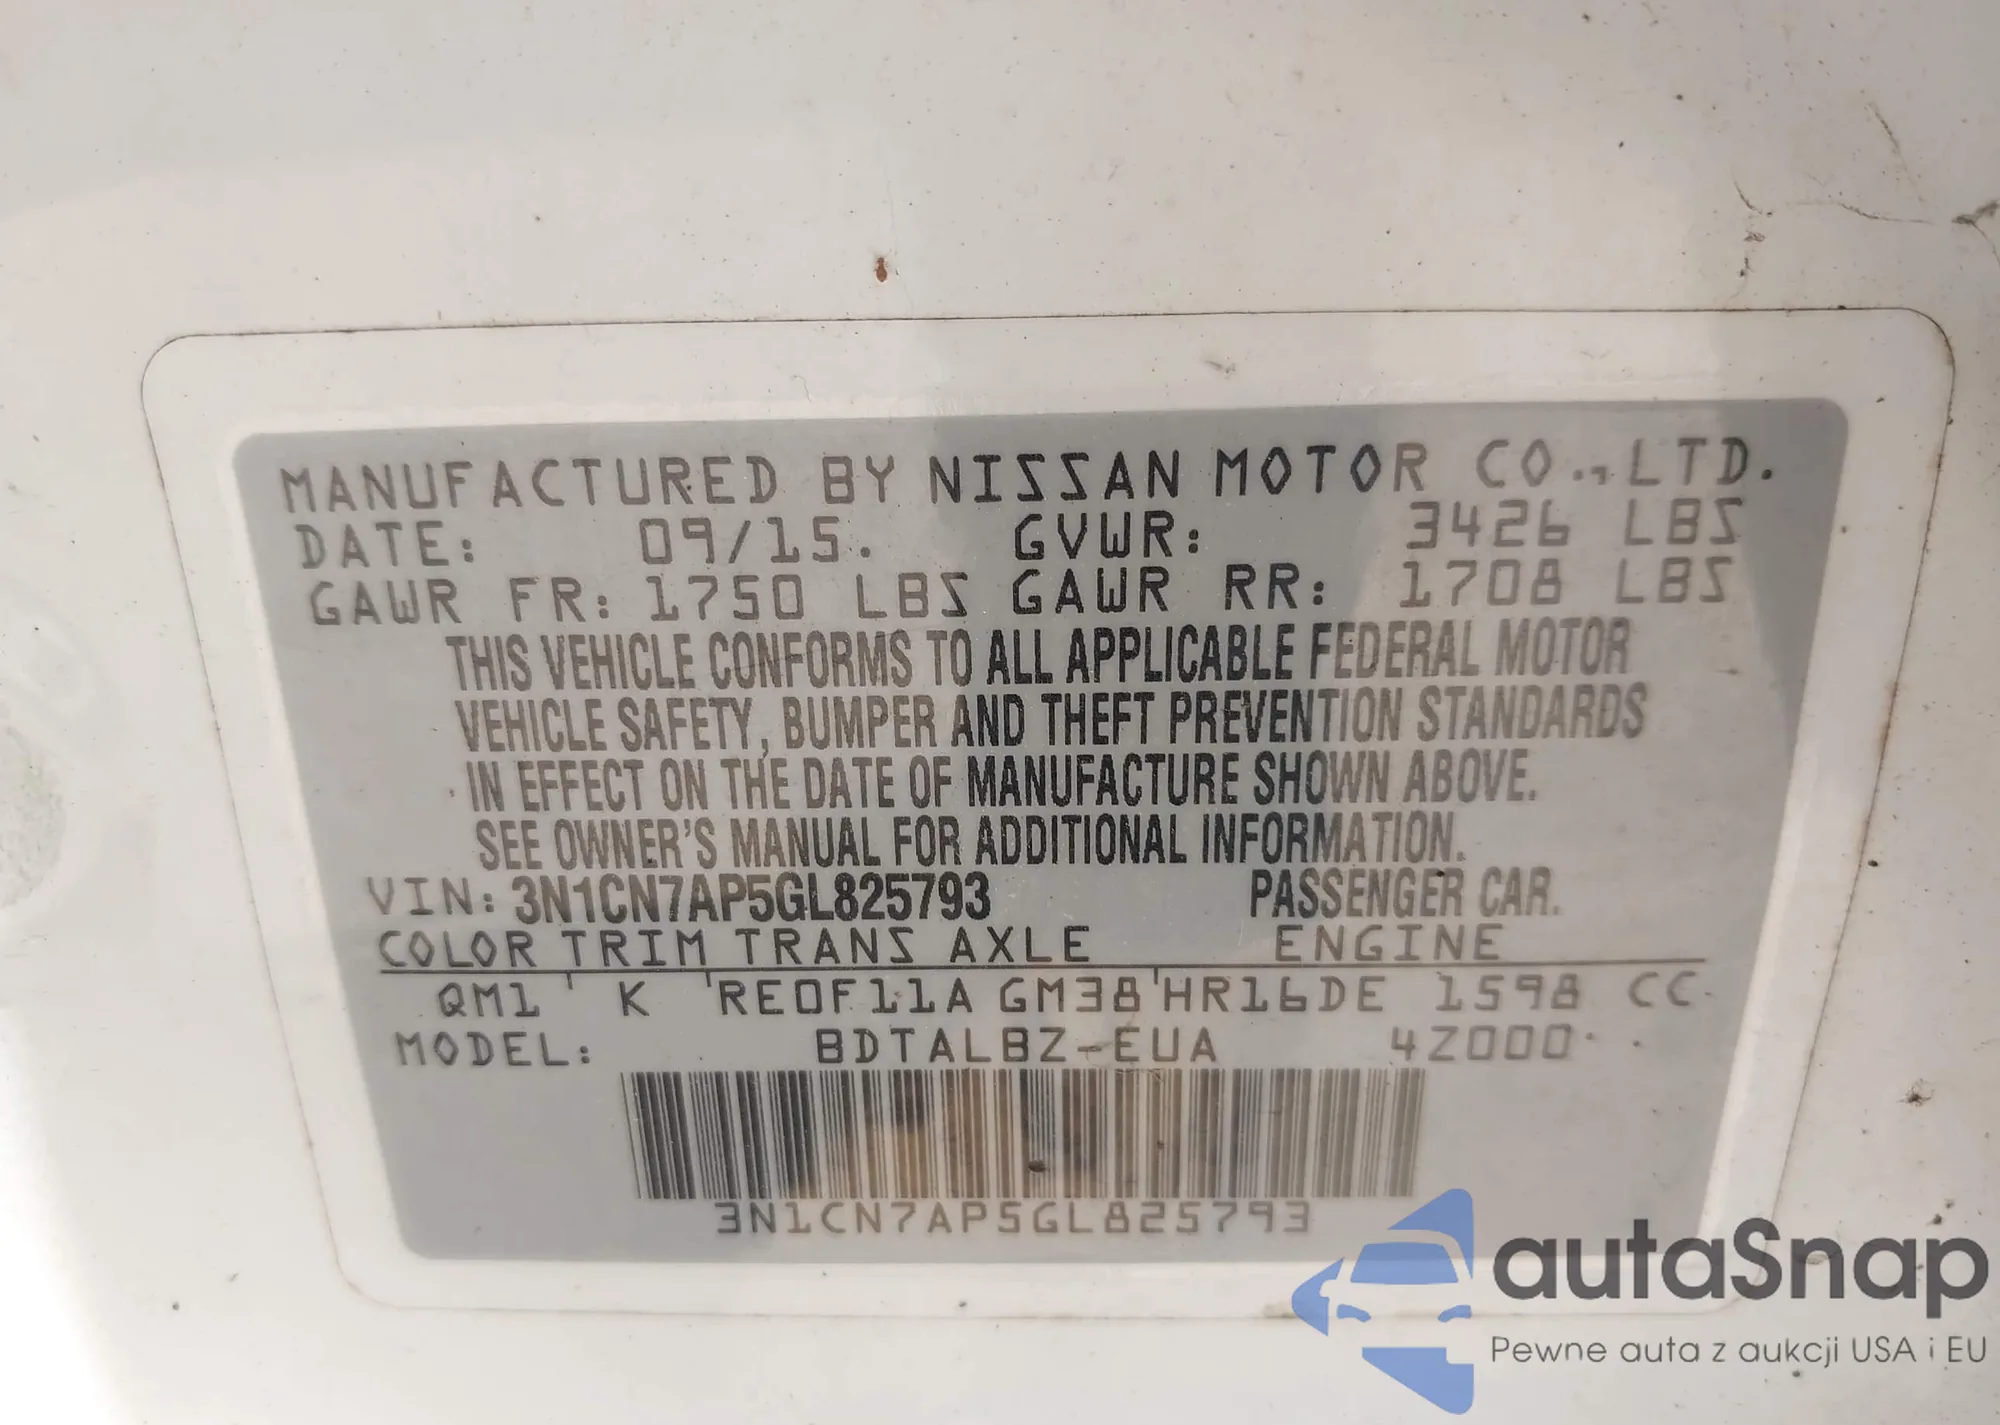 MANUFACTURED BY NISSAN MOTOR CO., LTD.
DATE: 09/15. GVWR: 3426 LBS
GAWR FR: 1750 LBS GAWR RR: 1708 LBS
THIS VEHICLE CONFORMS TO ALL APPLICABLE FEDERAL MOTOR
VEHICLE SAFETY, BUMPER AND THEFT PREVENTION STANDARDS
IN EFFECT ON THE DATE OF MANUFACTURE SHOWN ABOVE.
SEE OWNER'S MANUAL FOR ADDITIONAL INFORMATION.
VIN: 3N1CN7AP5GL825793 PASSENGER CAR.
COLOR TRIM TRANS AXLE ENGINE
QM1 K RE0F11A GM38 HR16DE 1598 CC
MODEL: BDTALBZ-EUA 4Z000
3N1CN7AP5GL825793
autaSnap
Pewne auta z aukcji USA i EU